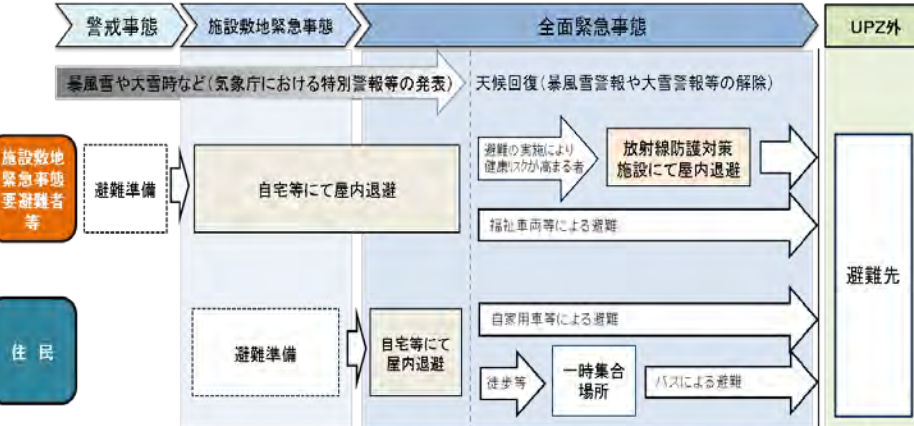 警戒事態
施設敷地緊急事態
全面緊急事態
UPZ外
暴風雪や大雪時など(気象庁における特別警報等の発表)
天候回復(暴風雪警報や大雪警報等の解除)
施設敷地
緊急事態
要避難者
等
避難準備
自宅等にて屋内退避
避難の実施により
健康リスクが高まる者
放射線防護対策
施設にて屋内退避
福祉車両等による避難
避難先
住 民
避難準備
自宅等にて
屋内退避
自家用車等による避難
徒歩等
一時集合
場所
バスによる避難